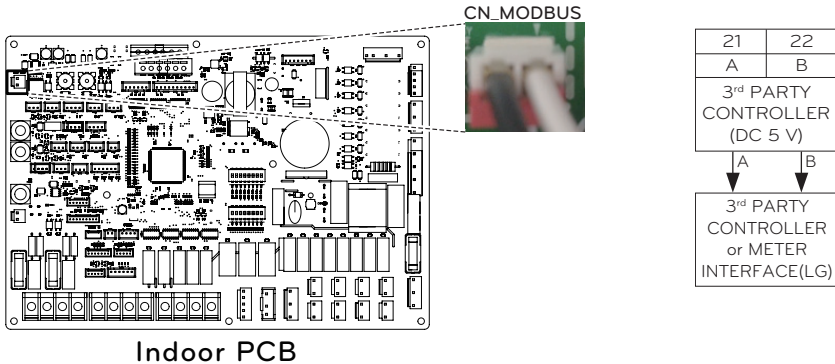 CN_MODBUS
21 22
A B
3rd PARTY
CONTROLLER
(DC 5 V)
A B
3rd PARTY
CONTROLLER
or METER
INTERFACE(LG)
Indoor PCB